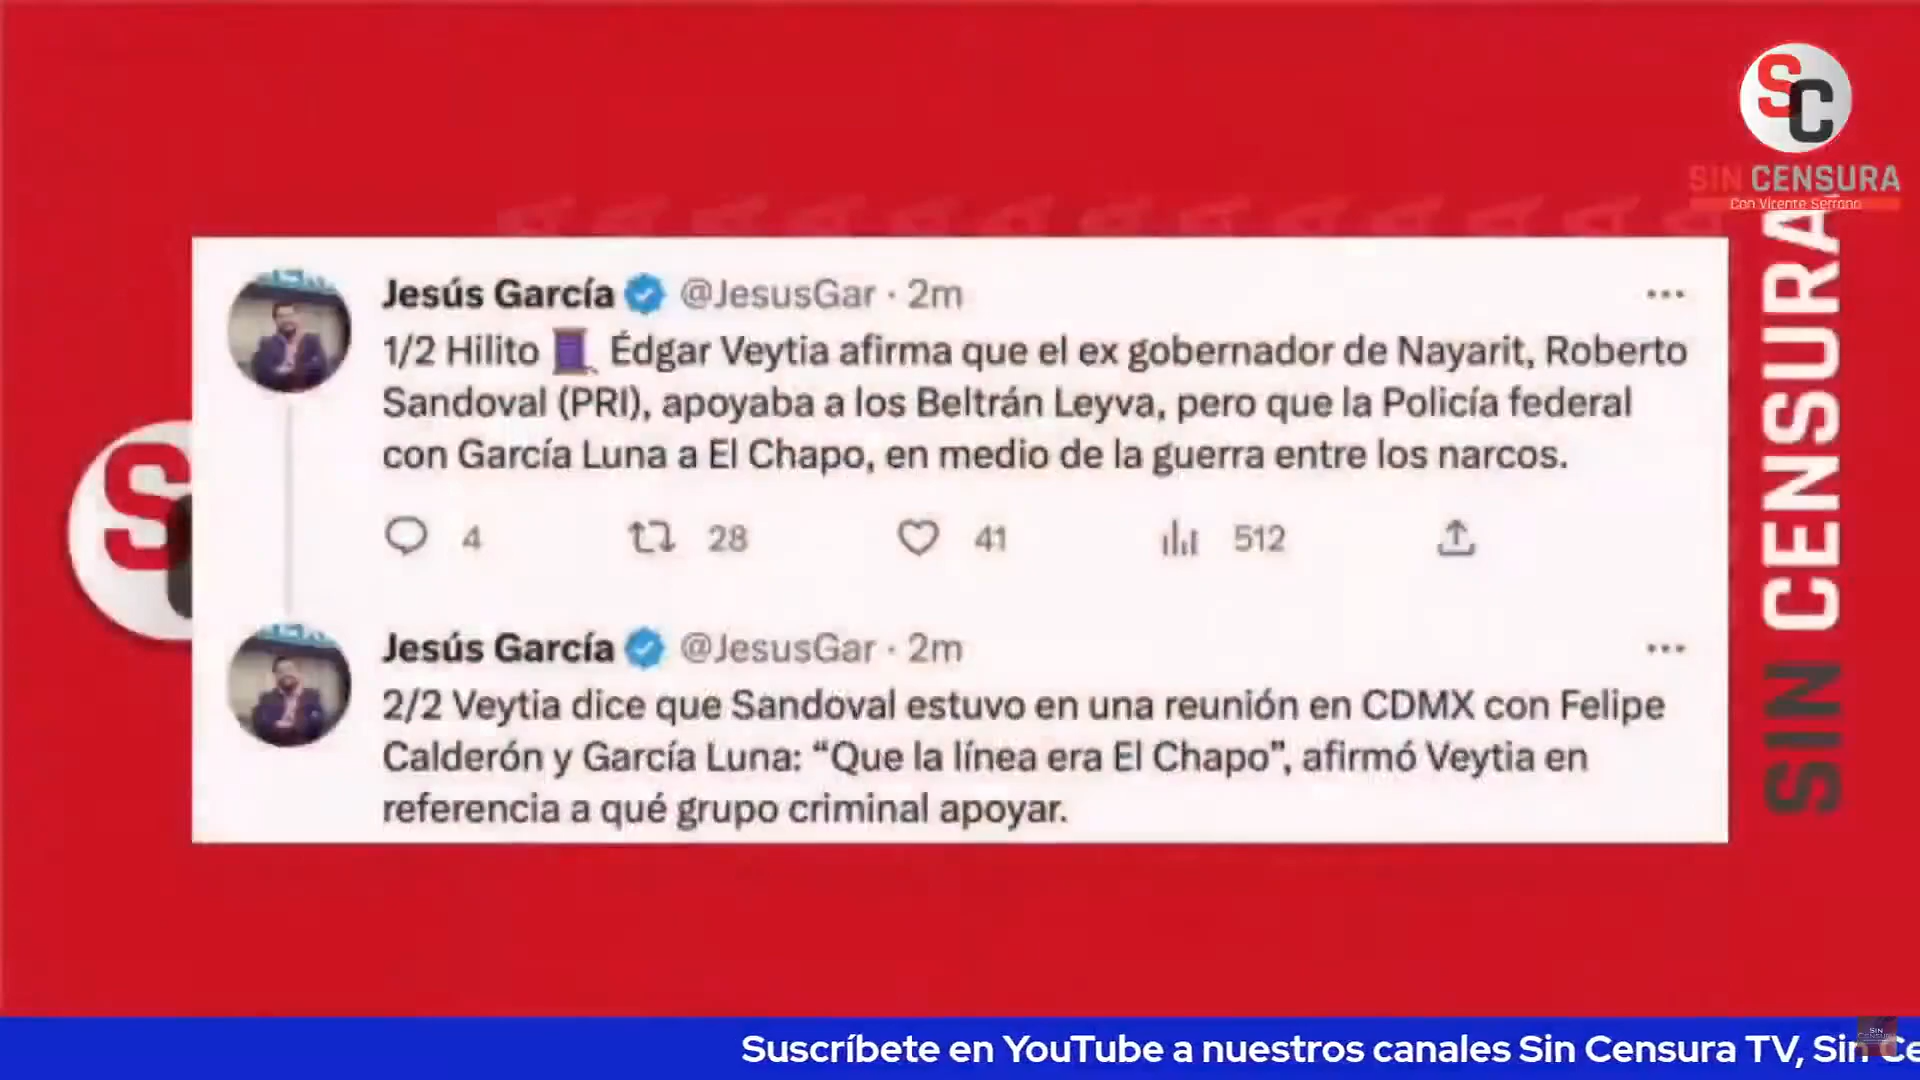 SC
SIN CENSURA
Con Vicente Serrano
Jesús García @JesusGar · 2m
1/2 Hilito 🧵 Édgar Veytia afirma que el ex gobernador de Nayarit, Roberto
Sandoval (PRI), apoyaba a los Beltrán Leyva, pero que la Policía federal
con García Luna a El Chapo, en medio de la guerra entre los narcos.
4 28 41 512
Jesús García @JesusGar · 2m
2/2 Veytia dice que Sandoval estuvo en una reunión en CDMX con Felipe
Calderón y García Luna: “Que la línea era El Chapo”, afirmó Veytia en
referencia a qué grupo criminal apoyar.
SIN CENSURA
Suscríbete en YouTube a nuestros canales Sin Censura TV, Sin Ce